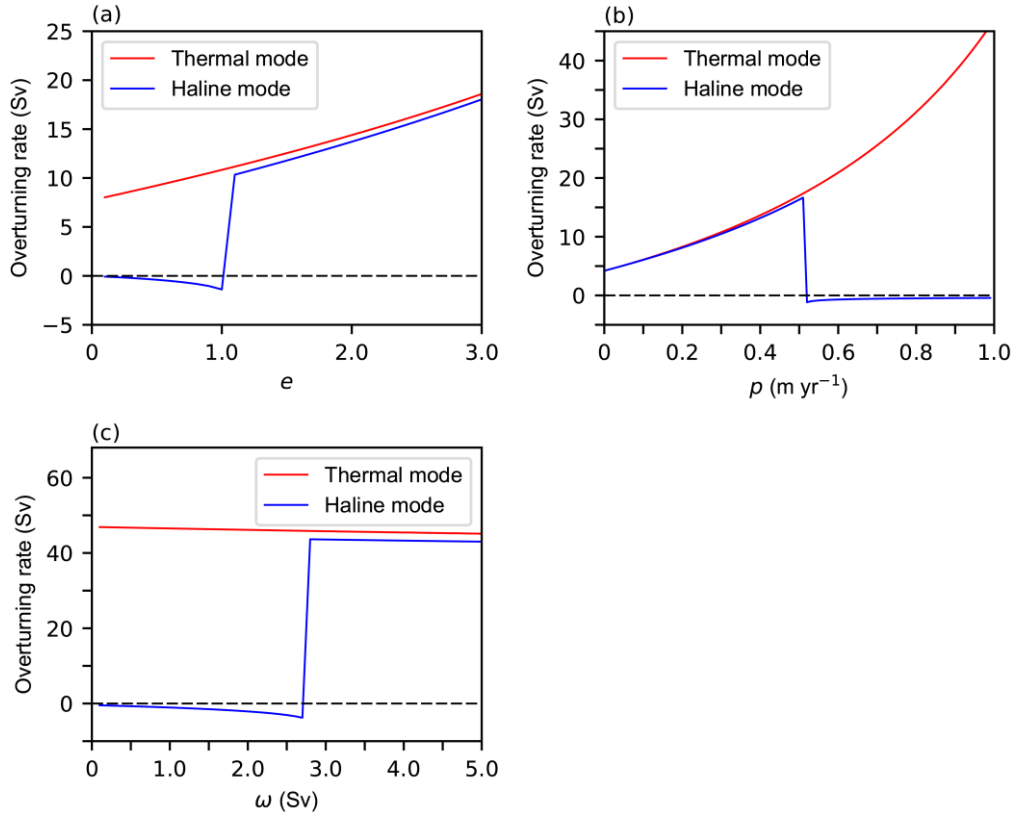 (a)
Overturning rate (Sv)
25
20
15
10
5
0
−5
Thermal mode
Haline mode
0 1.0 2.0 3.0
e
(b)
Overturning rate (Sv)
40
30
20
10
0
Thermal mode
Haline mode
0 0.2 0.4 0.6 0.8 1.0
p (m yr⁻¹)
(c)
Overturning rate (Sv)
60
40
20
0
Thermal mode
Haline mode
0 1.0 2.0 3.0 4.0 5.0
ω (Sv)